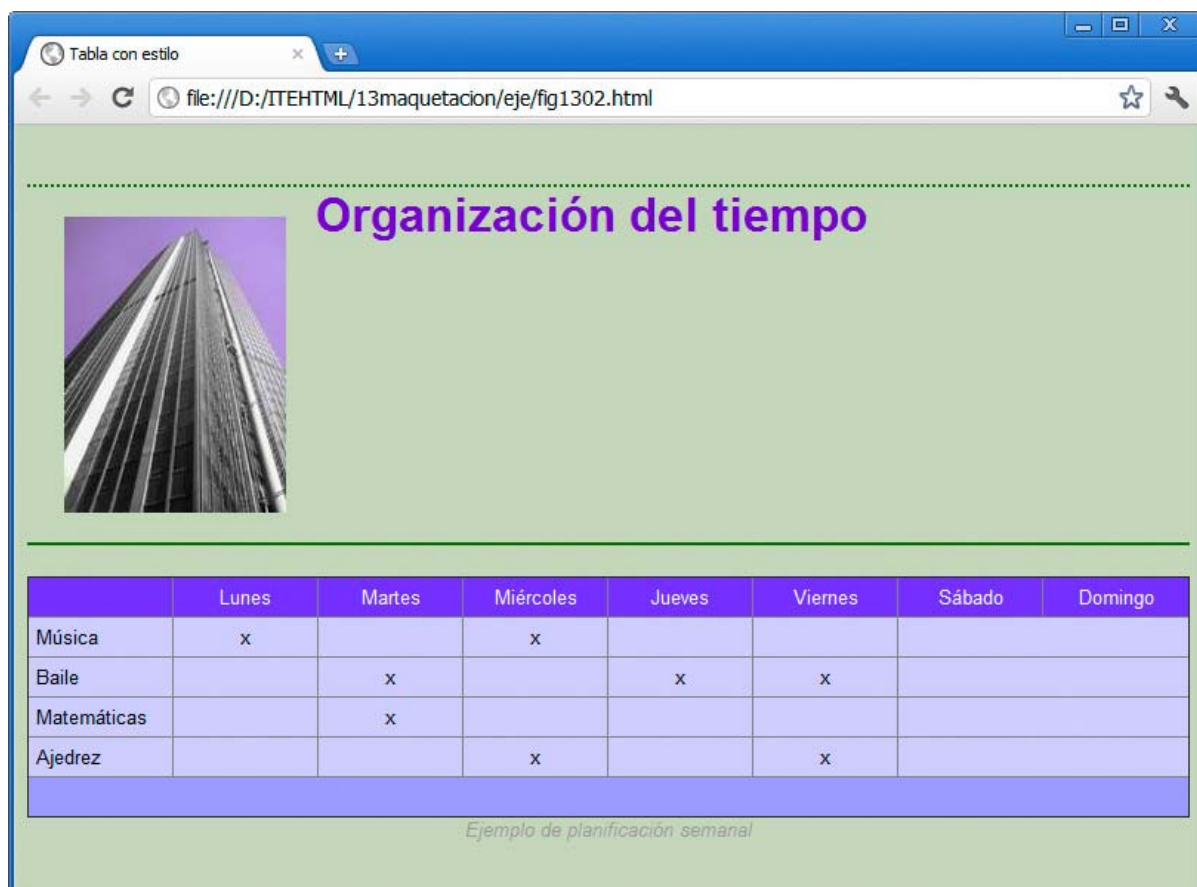 Tabla con estilo
file:///D:/ITEHTML/13maquetacion/eje/fig1302.html
Organización del tiempo
Lunes Martes Miércoles Jueves Viernes Sábado Domingo
Música x x
Baile x x x
Matemáticas x
Ajedrez x x
Ejemplo de planificación semanal